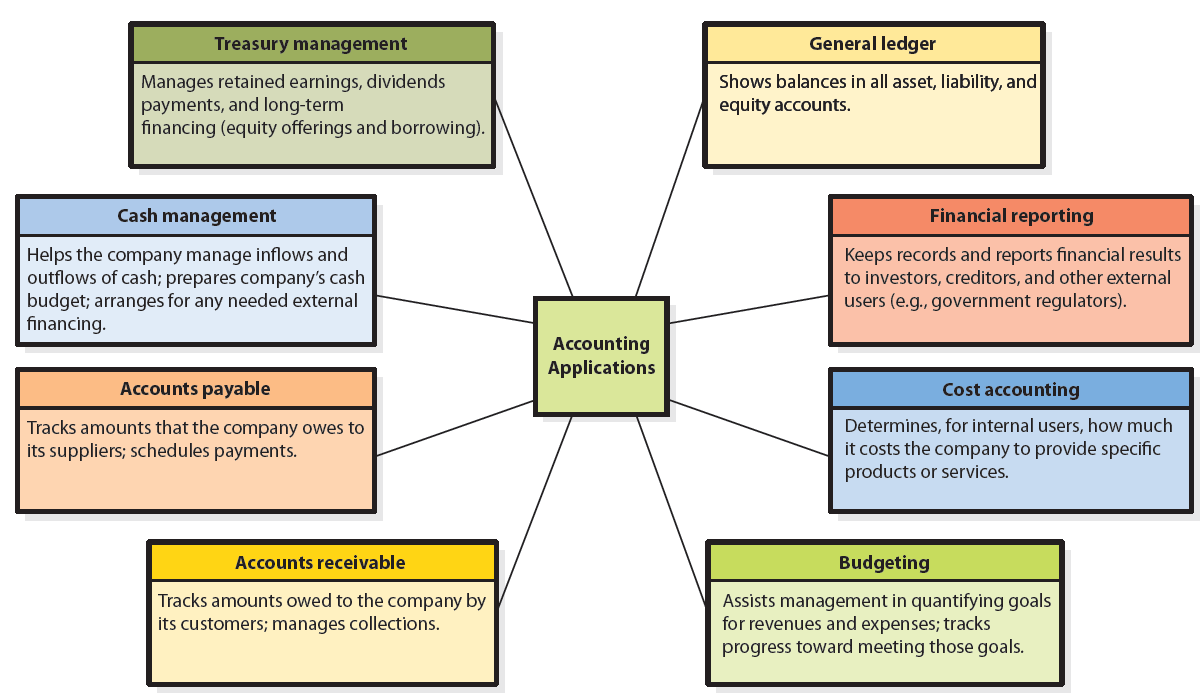 Treasury management
Manages retained earnings, dividends
payments, and long-term
financing (equity offerings and borrowing).
General ledger
Shows balances in all asset, liability, and
equity accounts.
Cash management
Helps the company manage inflows and
outflows of cash; prepares company's cash
budget; arranges for any needed external
financing.
Financial reporting
Keeps records and reports financial results
to investors, creditors, and other external
users (e.g., government regulators).
Accounting
Applications
Accounts payable
Tracks amounts that the company owes to
its suppliers; schedules payments.
Cost accounting
Determines, for internal users, how much
it costs the company to provide specific
products or services.
Accounts receivable
Tracks amounts owed to the company by
its customers; manages collections.
Budgeting
Assists management in quantifying goals
for revenues and expenses; tracks
progress toward meeting those goals.